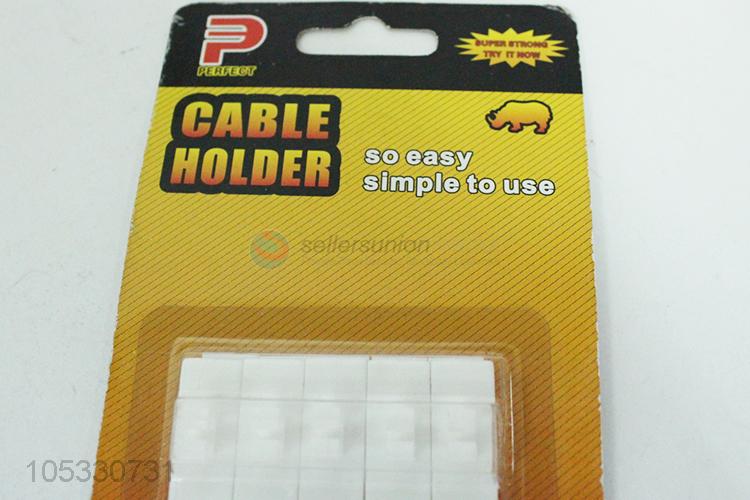 P
PERFECT
SUPER STRONG
TRY IT NOW
CABLE
HOLDER
so easy
simple to use
sellersunion
105330731